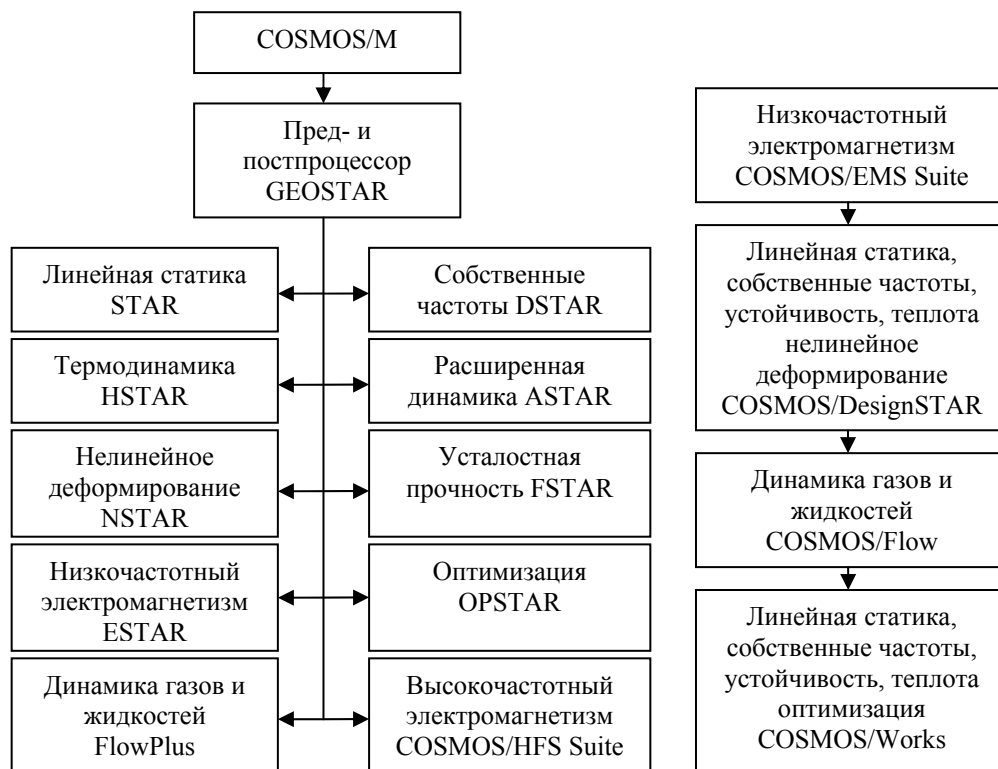 COSMOS/M
Пред- и
постпроцессор
GEOSTAR
Линейная статика
STAR
Собственные
частоты DSTAR
Термодинамика
HSTAR
Расширенная
динамика ASTAR
Нелинейное
деформирование
NSTAR
Усталостная
прочность FSTAR
Низкочастотный
электромагнетизм
ESTAR
Оптимизация
OPSTAR
Динамика газов и
жидкостей
FlowPlus
Высокочастотный
электромагнетизм
COSMOS/HFS Suite
Низкочастотный
электромагнетизм
COSMOS/EMS Suite
Линейная статика,
собственные частоты,
устойчивость, теплота
нелинейное
деформирование
COSMOS/DesignSTAR
Динамика газов и
жидкостей
COSMOS/Flow
Линейная статика,
собственные частоты,
устойчивость, теплота
оптимизация
COSMOS/Works